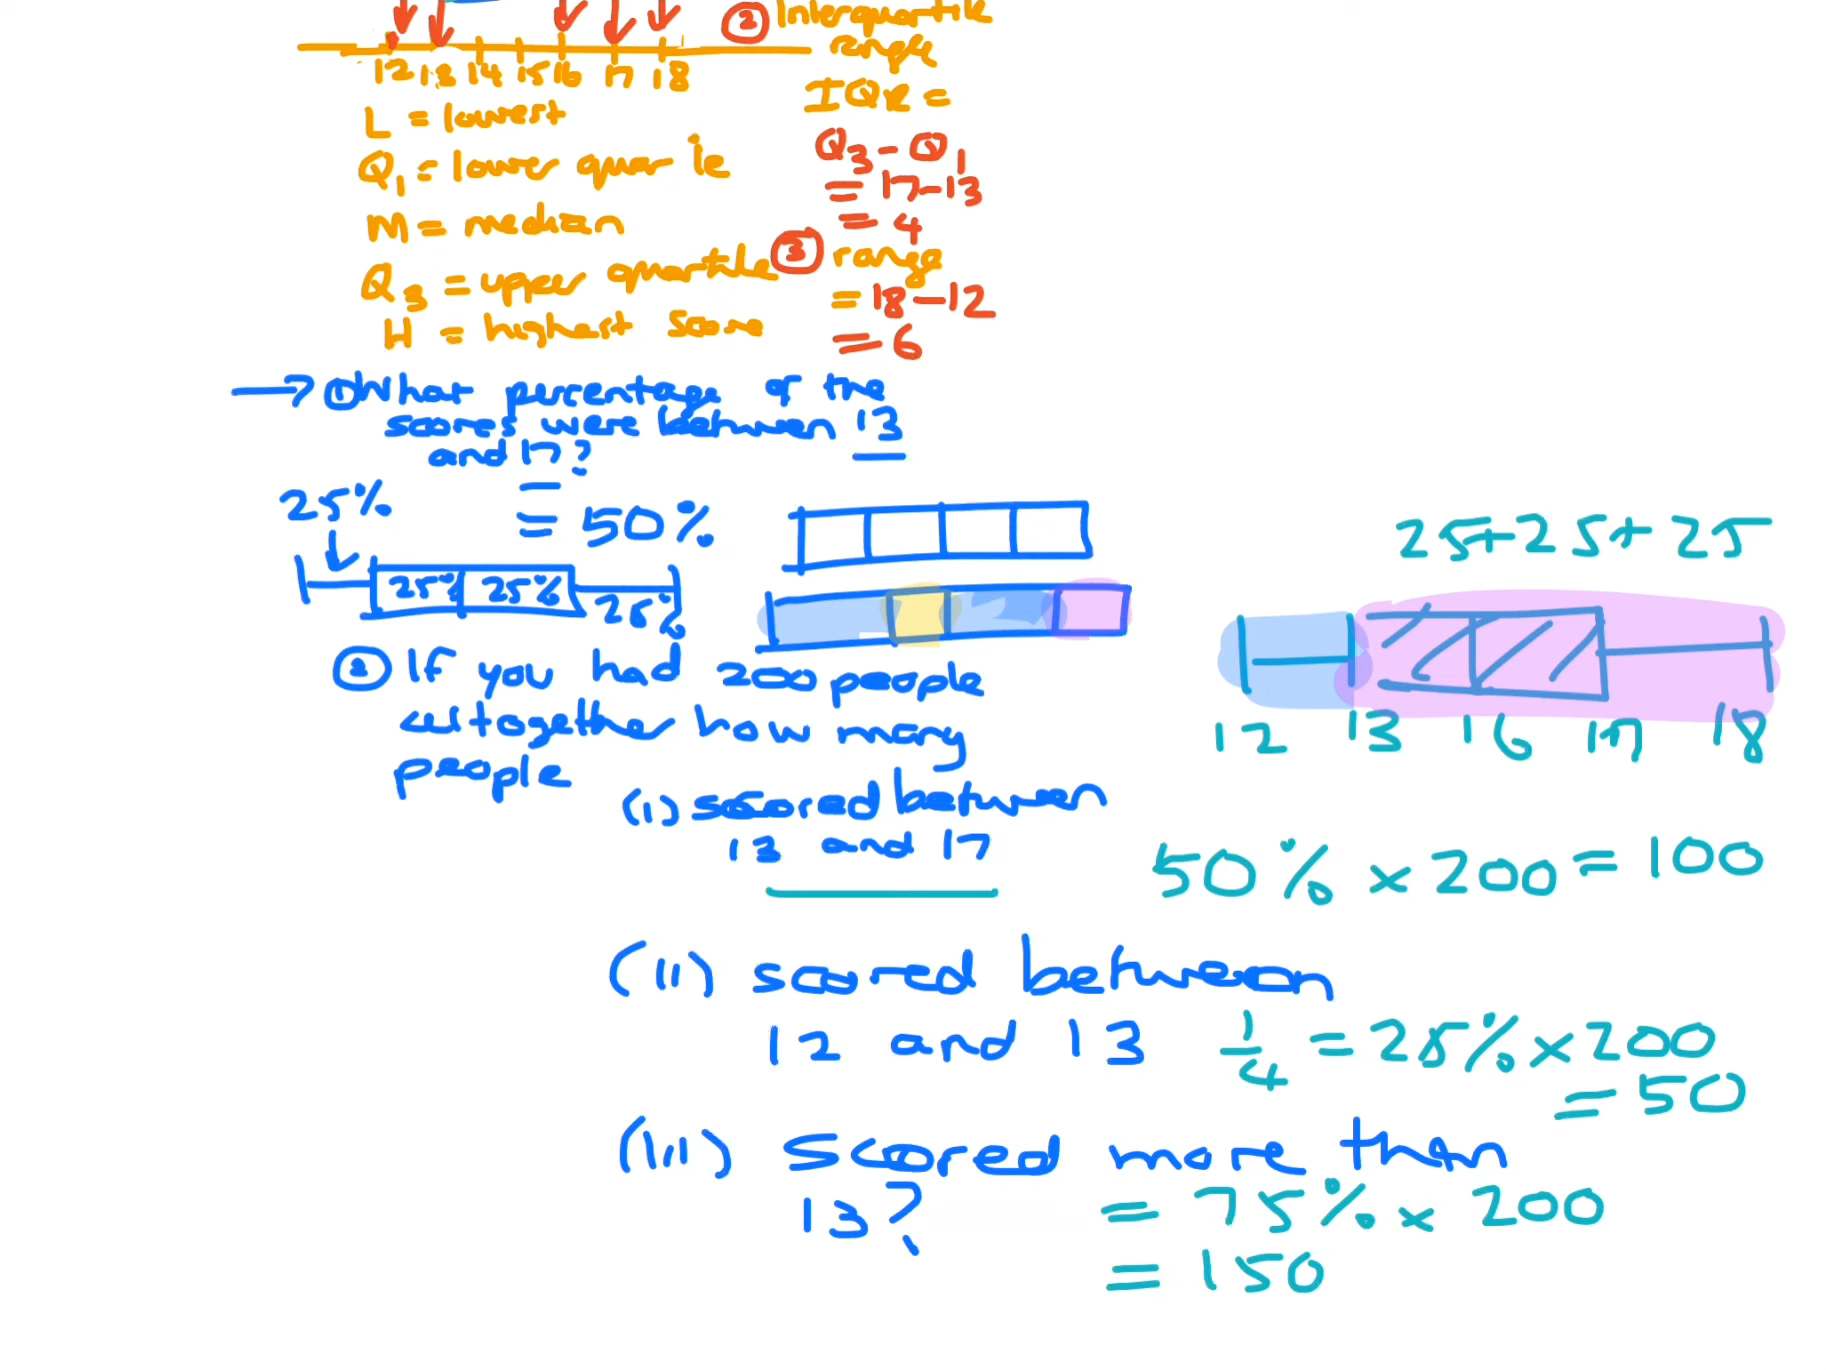 ② Interquartile
range
12 13 14 15 16 17 18
IQR =
L = lowest
Q3 - Q1
Q1 = lower quar ie
= 17-13
= 4
M = median
③ range
Q3 = upper quartile
= 18-12
H = highest score
= 6
→ ① What percentage of the
scores were between 13
and 17?
= 50%
25%
25% 25% 25%
② If you had 200 people
altogether how many
people
(i) scored between
13 and 17
25+25+25
12 13 16 17 18
50% × 200 = 100
(ii) scored between
12 and 13
1/4 = 25% × 200
= 50
(iii) scored more than
13?
= 75% × 200
= 150